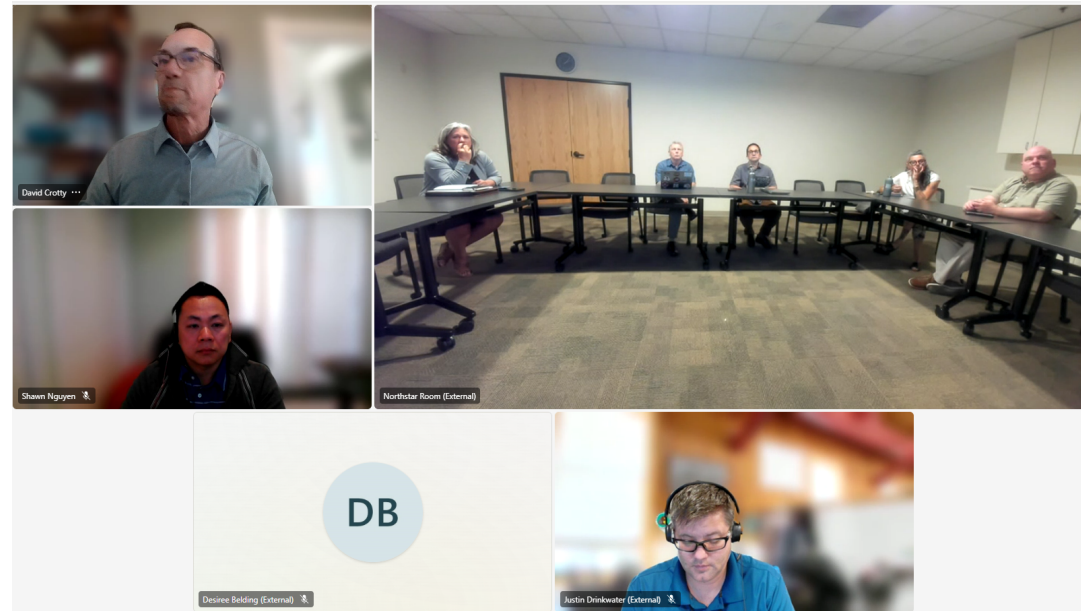 David Crotty
Shawn Nguyen
Northstar Room (External)
DB
Desiree Belding (External)
Justin Drinkwater (External)